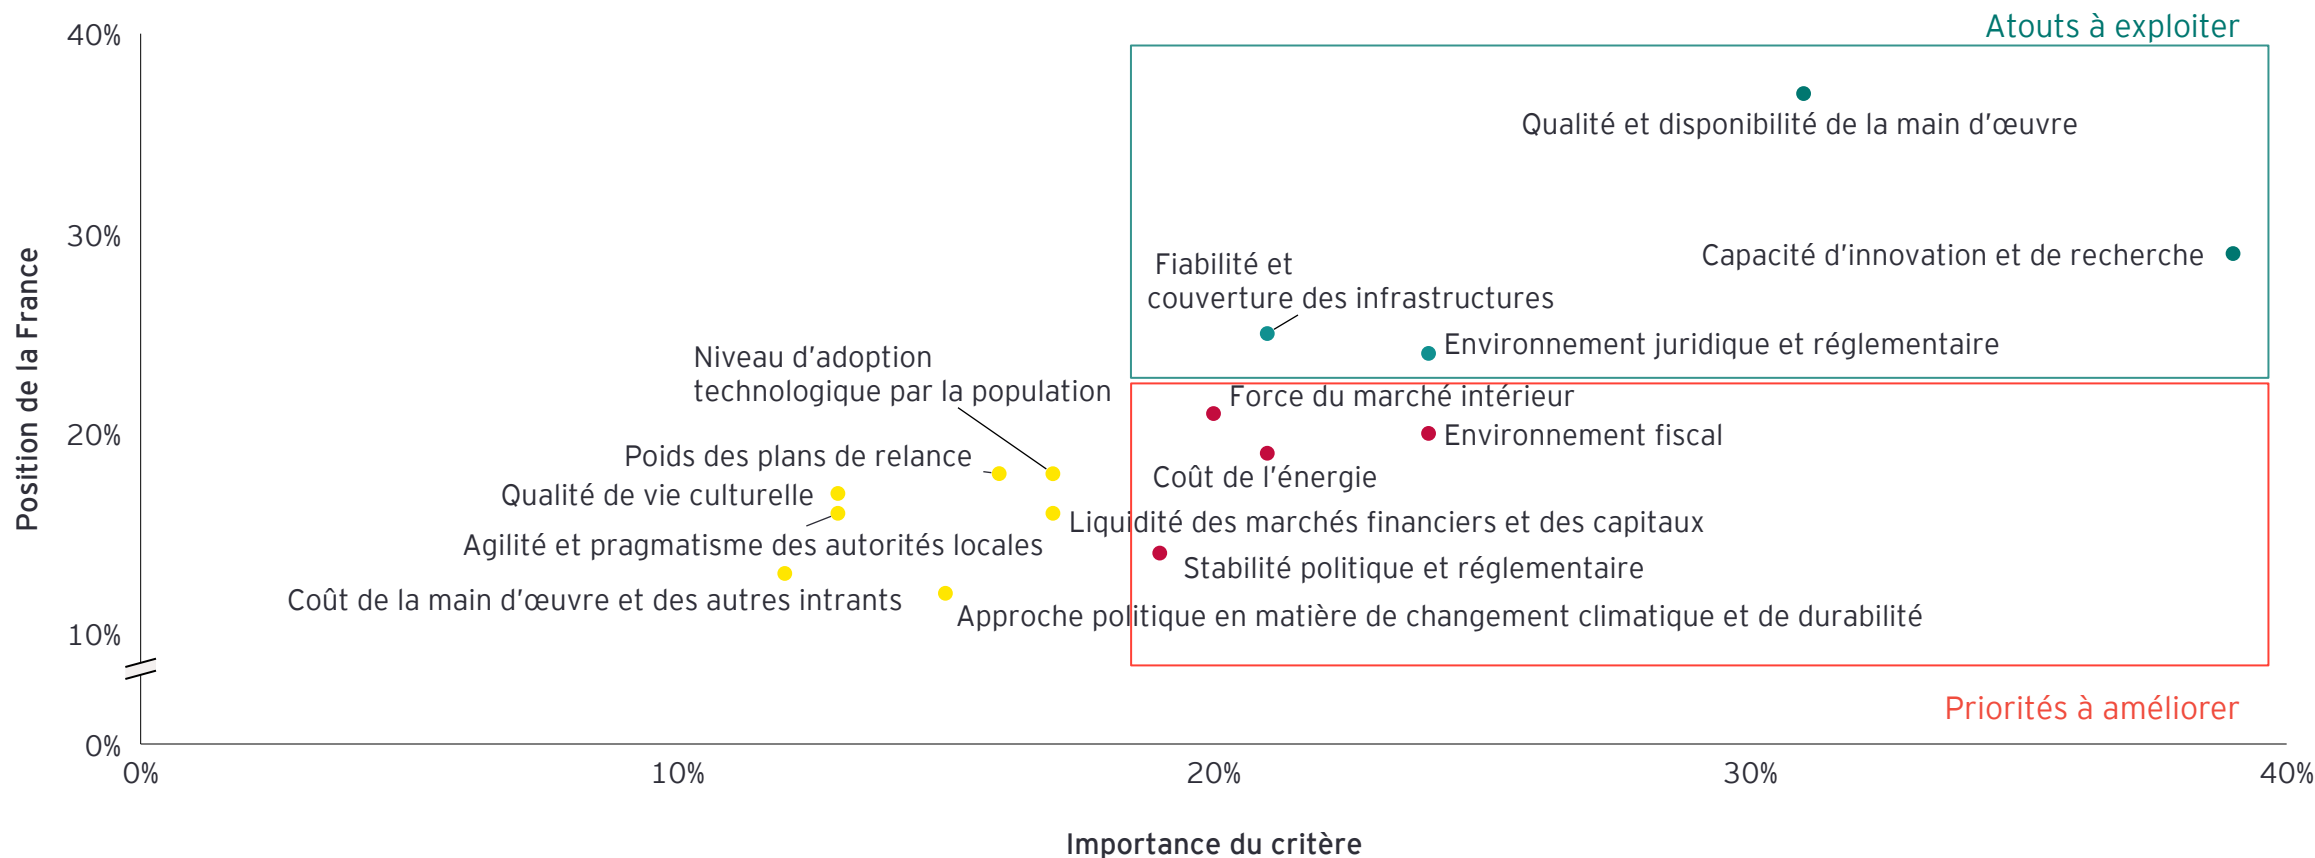 Atouts à exploiter
40%
Qualité et disponibilité de la main d’œuvre
30%
Capacité d’innovation et de recherche
Fiabilité et
couverture des infrastructures
Environnement juridique et réglementaire
Niveau d’adoption
technologique par la population
Force du marché intérieur
20%
Environnement fiscal
Poids des plans de relance
Coût de l’énergie
Qualité de vie culturelle
Liquidité des marchés financiers et des capitaux
Agilité et pragmatisme des autorités locales
Stabilité politique et réglementaire
Coût de la main d’œuvre et des autres intrants
Approche politique en matière de changement climatique et de durabilité
10%
Priorités à améliorer
0%
Position de la France
0%
10%
20%
30%
40%
Importance du critère